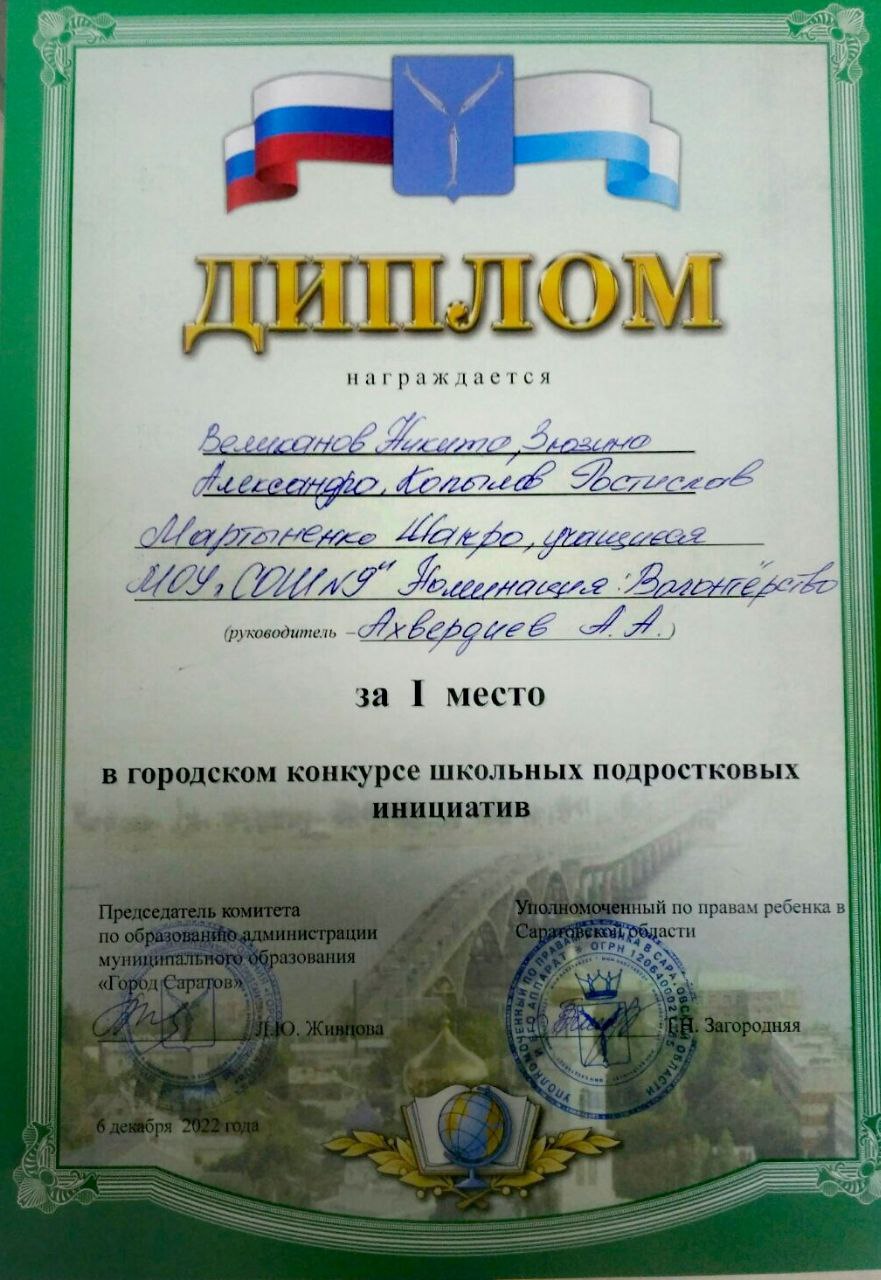 ДИПЛОМ
награждается
Великанов Никита, Зюзина
Александра, Копылов Ростислав
Мартыненко, учащиеся
МОУ "СОШ №9" Номинация: "Волонтёрство
(руководитель – Ахвердиев А.А.)
за I место
в городском конкурсе школьных подростковых
инициатив
Председатель комитета
по образованию администрации
муниципального образования
«Город Саратов»
Л.Ю. Живцова
6 декабря 2022 года
Уполномоченный по правам ребенка в
Саратовской области
Т.Н. Загородняя